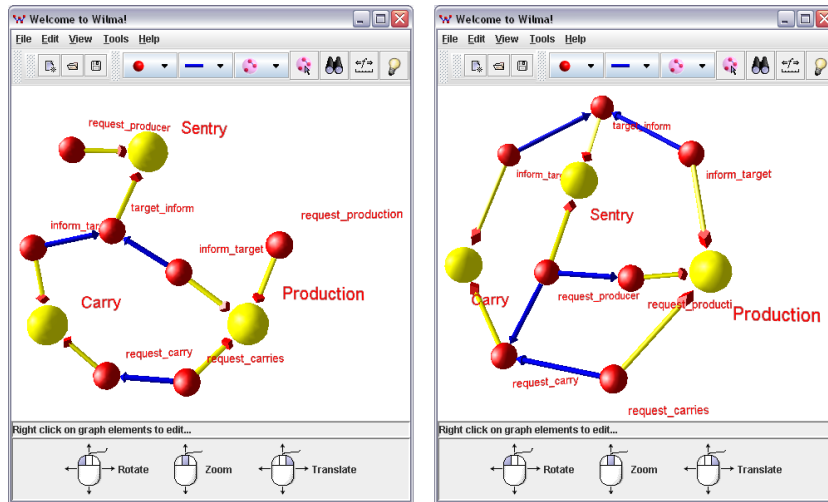 Welcome to Wilma!
File Edit View Tools Help
request_producer
Sentry
target_inform
inform_tar
request_production
inform_target
Carry
Production
request_carry
request_carries
Right click on graph elements to edit...
Rotate
Zoom
Translate
Welcome to Wilma!
File Edit View Tools Help
target_inform
inform_tar
inform_target
Sentry
Carry
request_producer
request_producti
Production
request_carry
request_carries
Right click on graph elements to edit...
Rotate
Zoom
Translate